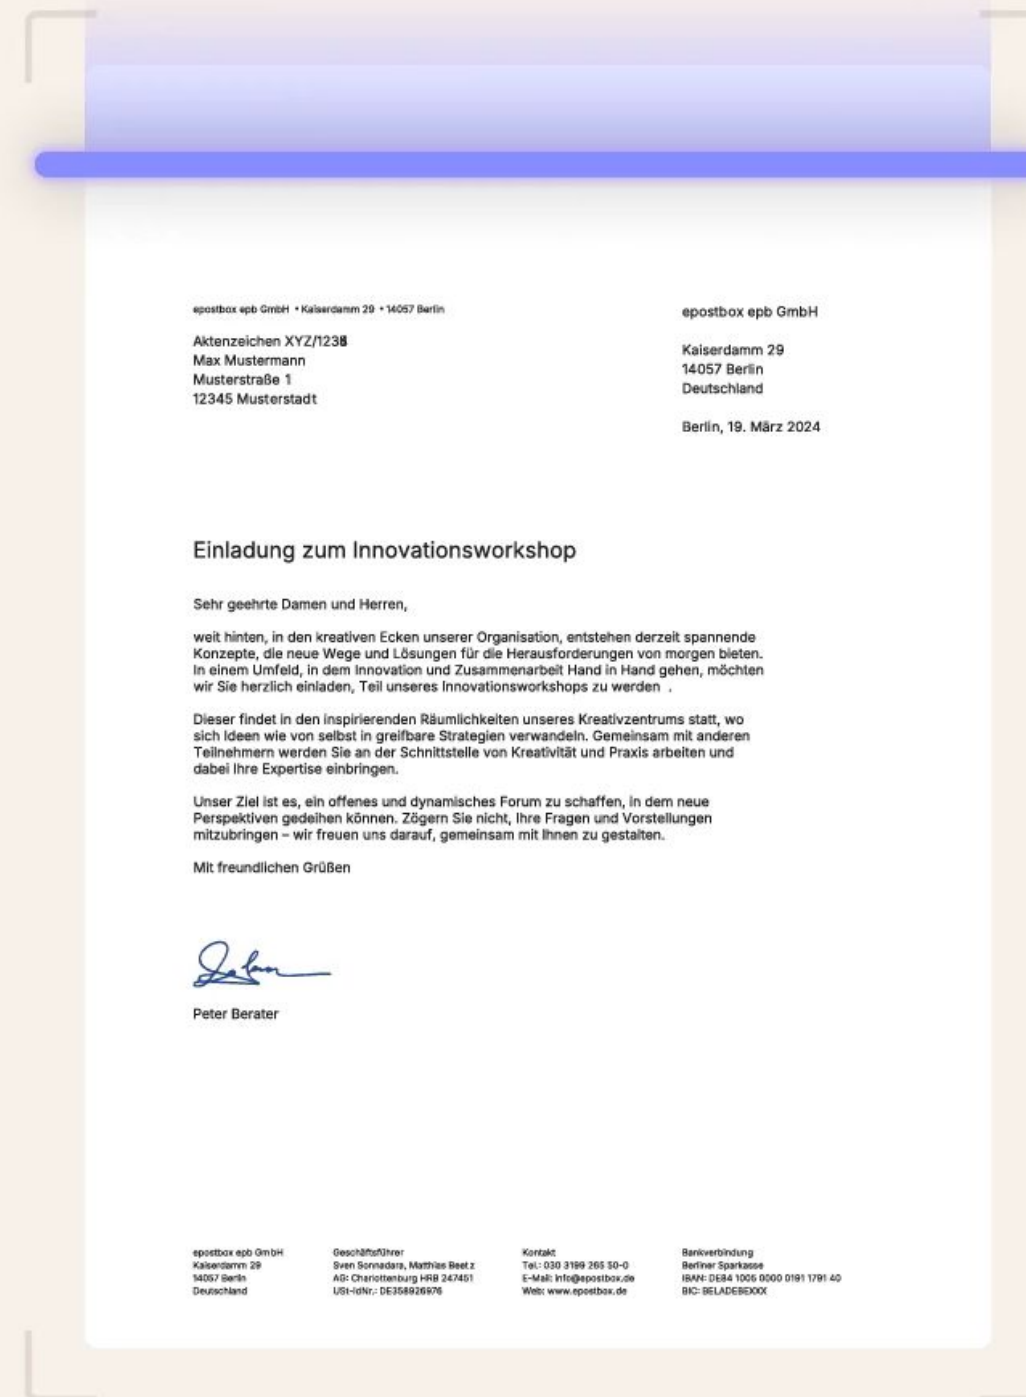 epostbox epb GmbH • Kaiserdamm 29 • 14057 Berlin
Aktenzeichen
Max Mustermann
Musterstraße 1
12345 Musterstadt
epostbox epb GmbH
Kaiserdamm 29
14057 Berlin
Deutschland
Berlin, 19. März 2024
Einladung zum Innovationsworkshop
Sehr geehrte Damen und Herren,
weit hinten, in den kreativen Ecken unserer Organisation, entstehen derzeit spannende
Konzepte, die neue Wege und Lösungen für die Herausforderungen von morgen bieten.
In einem Umfeld, in dem Innovation und Zusammenarbeit Hand in Hand gehen, möchten
wir Sie herzlich einladen, Teil unseres Innovationsworkshops zu werden .
Dieser findet in den inspirierenden Räumlichkeiten unseres Kreativzentrums statt, wo
sich Ideen wie von selbst in greifbare Strategien verwandeln. Gemeinsam mit anderen
Teilnehmern werden Sie an der Schnittstelle von Kreativität und Praxis arbeiten und
dabei Ihre Expertise einbringen.
Unser Ziel ist es, ein offenes und dynamisches Forum zu schaffen, in dem neue
Perspektiven gedeihen können. Zögern Sie nicht, Ihre Fragen und Vorstellungen
mitzubringen – wir freuen uns darauf, gemeinsam mit Ihnen zu gestalten.
Mit freundlichen Grüßen
Peter Berater
epostbox epb GmbH
Kaiserdamm 29
14057 Berlin
Deutschland
Geschäftsführer
Sven Sonnadara, Matthias Beetz
AG: Charlottenburg HRB 247451
USt-IdNr.: DE358926976
Kontakt
Tel.: 030 3199 265 50-0
E-Mail: info@epostbox.de
Web: www.epostbox.de
Bankverbindung
Berliner Sparkasse
IBAN: DE84 1005 0000 0191 1791 40
BIC: BELADEBEXXX